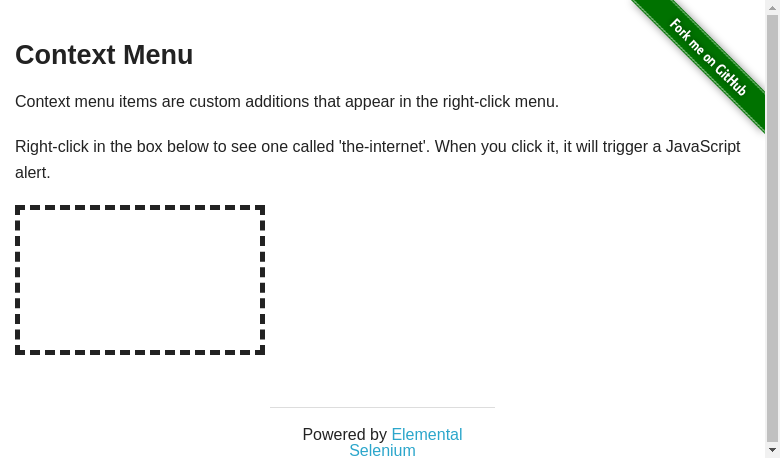 Fork me on GitHub
Context Menu
Context menu items are custom additions that appear in the right-click menu.
Right-click in the box below to see one called 'the-internet'. When you click it, it will trigger a JavaScript
alert.
Powered by Elemental
Selenium